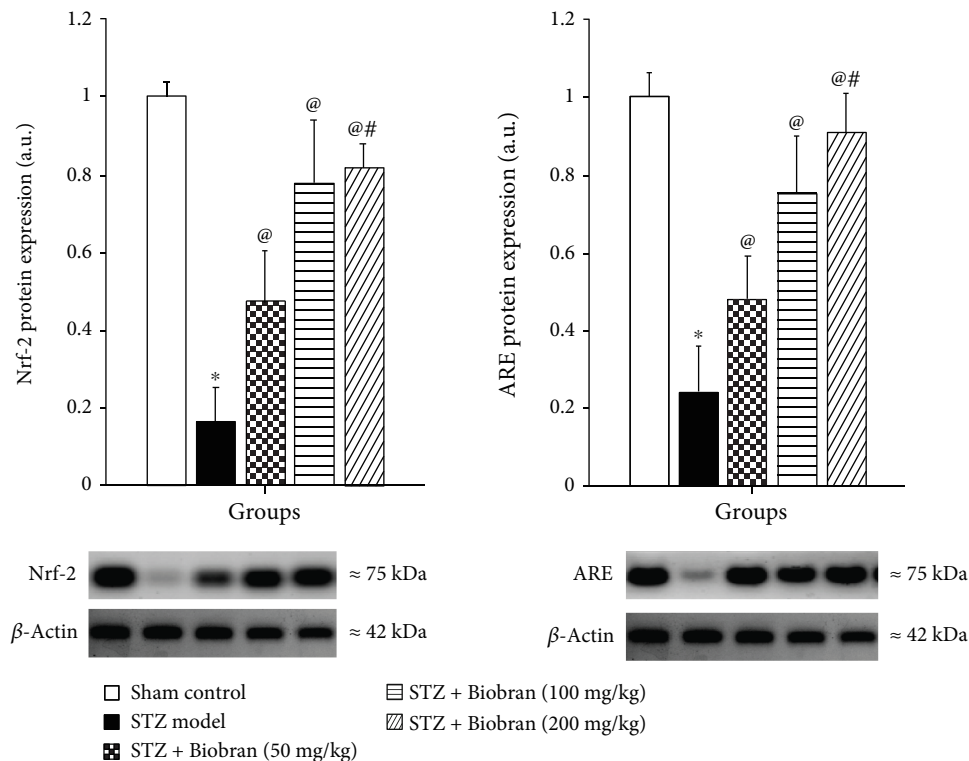 1.2
1
0.8
0.6
0.4
0.2
0
Nrf-2 protein expression (a.u.)
*
@
@
@#
Groups
1.2
1
0.8
0.6
0.4
0.2
0
ARE protein expression (a.u.)
*
@
@
@#
Groups
Nrf-2 ≈ 75 kDa
β-Actin ≈ 42 kDa
ARE ≈ 75 kDa
β-Actin ≈ 42 kDa
Sham control
STZ model
STZ + Biobran (50 mg/kg)
STZ + Biobran (100 mg/kg)
STZ + Biobran (200 mg/kg)